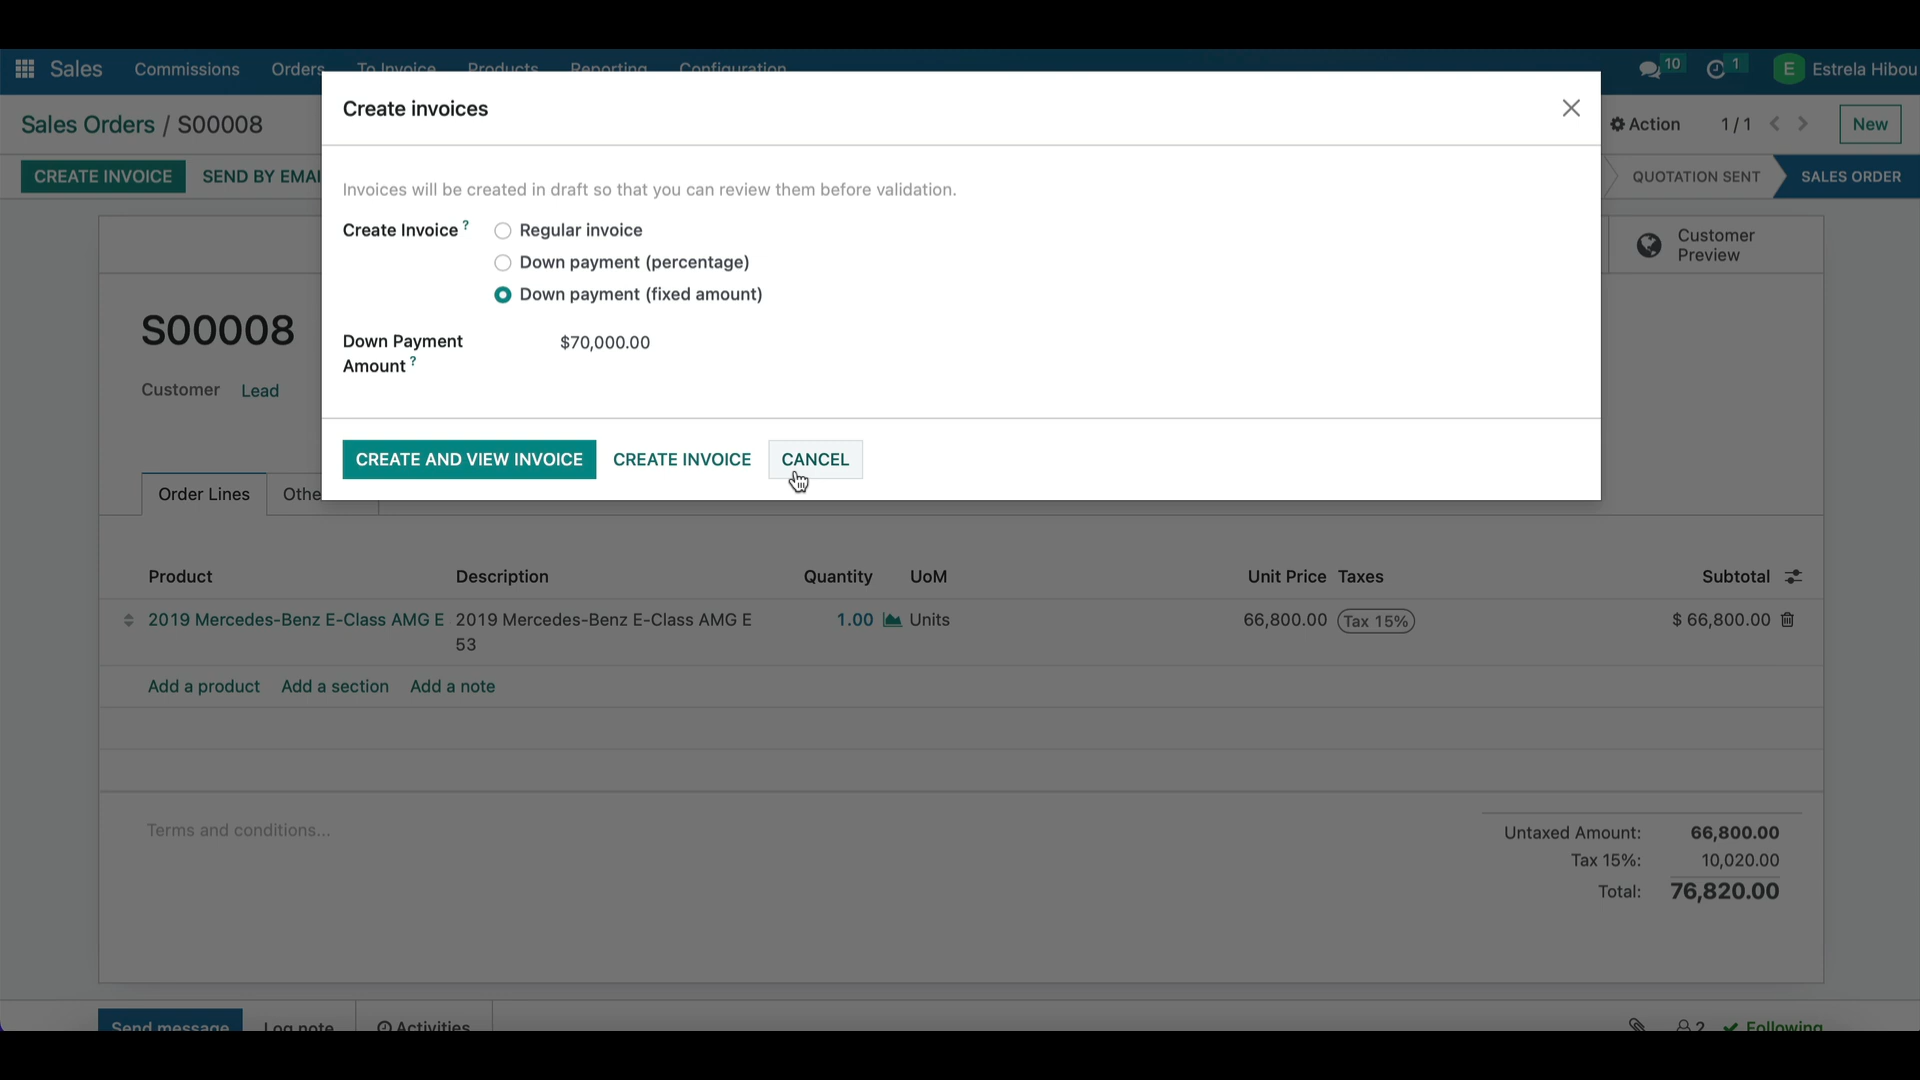 Sales Commissions Orders To Invoice Products Reporting Configuration 10 1 E Estrela Hibou
Create invoices
Sales Orders / S00008 Action 1 / 1 New
CREATE INVOICE SEND BY EMAI QUOTATION SENT SALES ORDER
Invoices will be created in draft so that you can review them before validation.
Create Invoice ? Regular invoice
Down payment (percentage)
Down payment (fixed amount)
Customer
Preview
S00008
Down Payment
Amount ?
$70,000.00
Customer Lead
CREATE AND VIEW INVOICE CREATE INVOICE CANCEL
Order Lines Othe
Product Description Quantity UoM Unit Price Taxes Subtotal
2019 Mercedes-Benz E-Class AMG E 2019 Mercedes-Benz E-Class AMG E 1.00 Units 66,800.00 Tax 15% $ 66,800.00
53
Add a product Add a section Add a note
Terms and conditions...
Untaxed Amount: 66,800.00
Tax 15%: 10,020.00
Total: 76,820.00
Send message Log note Activities 2 Following